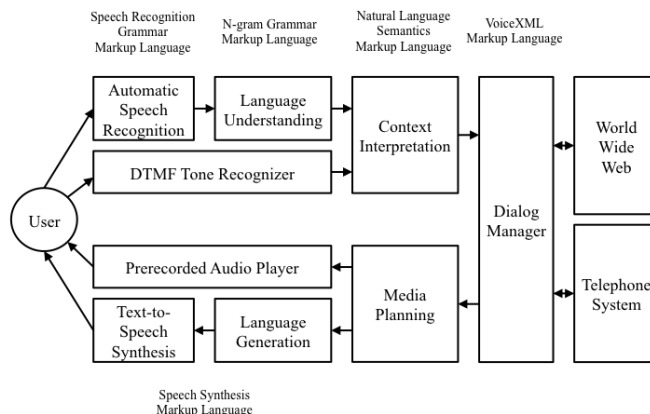 Speech Recognition
Grammar
Markup Language
N-gram Grammar
Markup Language
Natural Language
Semantics
Markup Language
VoiceXML
Markup Language
Automatic
Speech
Recognition
Language
Understanding
Context
Interpretation
World
Wide
Web
DTMF Tone Recognizer
User
Dialog
Manager
Prerecorded Audio Player
Media
Planning
Telephone
System
Text-to-
Speech
Synthesis
Language
Generation
Speech Synthesis
Markup Language